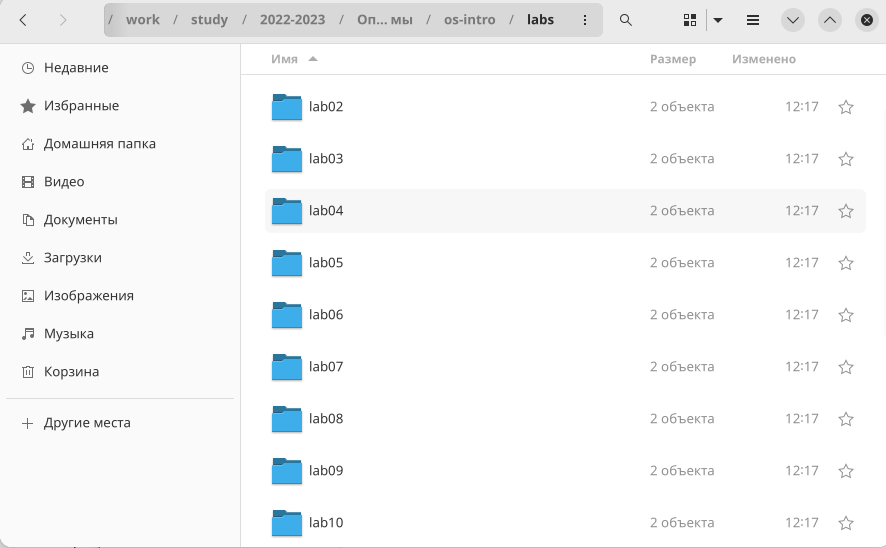 / work / study / 2022-2023 / Оп… мы / os-intro / labs
Недавние
Избранные
Домашняя папка
Видео
Документы
Загрузки
Изображения
Музыка
Корзина
Другие места
Имя Размер Изменено
lab02 2 объекта 12:17
lab03 2 объекта 12:17
lab04 2 объекта 12:17
lab05 2 объекта 12:17
lab06 2 объекта 12:17
lab07 2 объекта 12:17
lab08 2 объекта 12:17
lab09 2 объекта 12:17
lab10 2 объекта 12:17